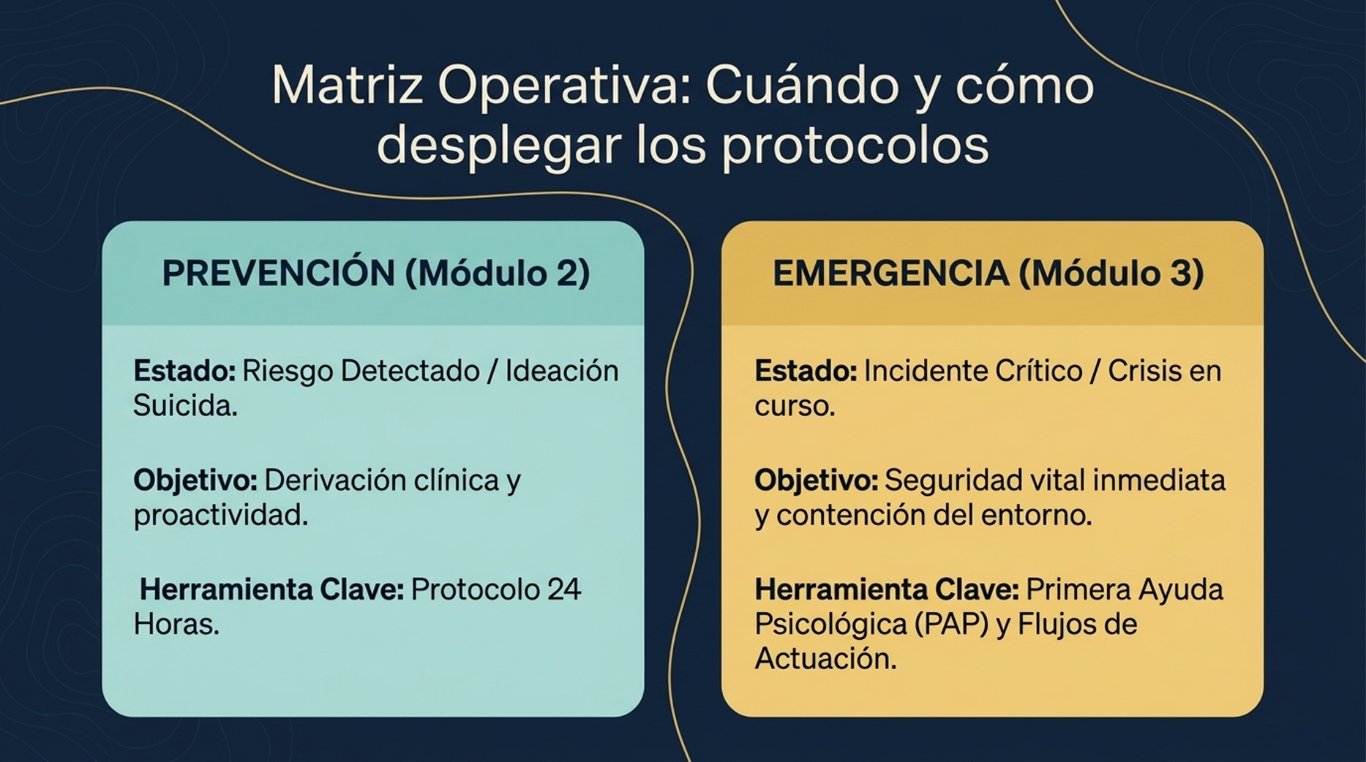 Matriz Operativa: Cuándo y cómo
desplegar los protocolos
PREVENCIÓN (Módulo 2)
Estado: Riesgo Detectado / Ideación
Suicida.
Objetivo: Derivación clínica y
proactividad.
Herramienta Clave: Protocolo 24
Horas.
EMERGENCIA (Módulo 3)
Estado: Incidente Crítico / Crisis en
curso.
Objetivo: Seguridad vital inmediata
y contención del entorno.
Herramienta Clave: Primera Ayuda
Psicológica (PAP) y Flujos de
Actuación.